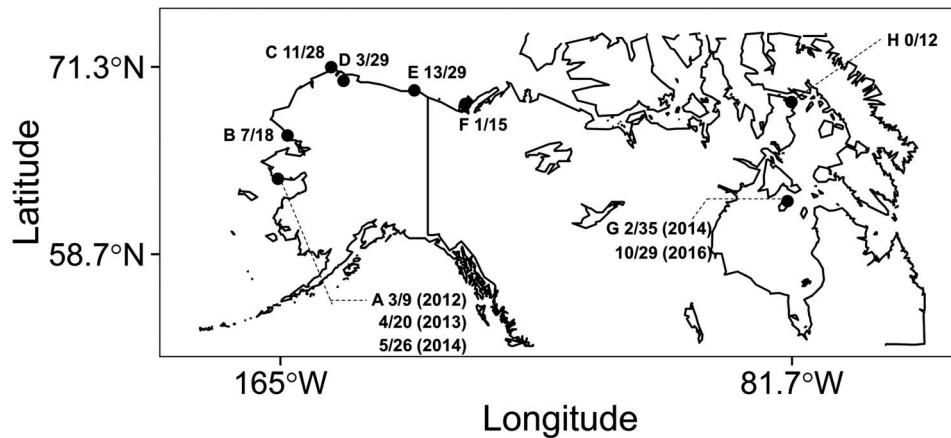 C 11/28
D 3/29
H 0/12
71.3°N
E 13/29
F 1/15
B 7/18
Latitude
G 2/35 (2014)
10/29 (2016)
58.7°N
A 3/9 (2012)
4/20 (2013)
5/26 (2014)
165°W
81.7°W
Longitude